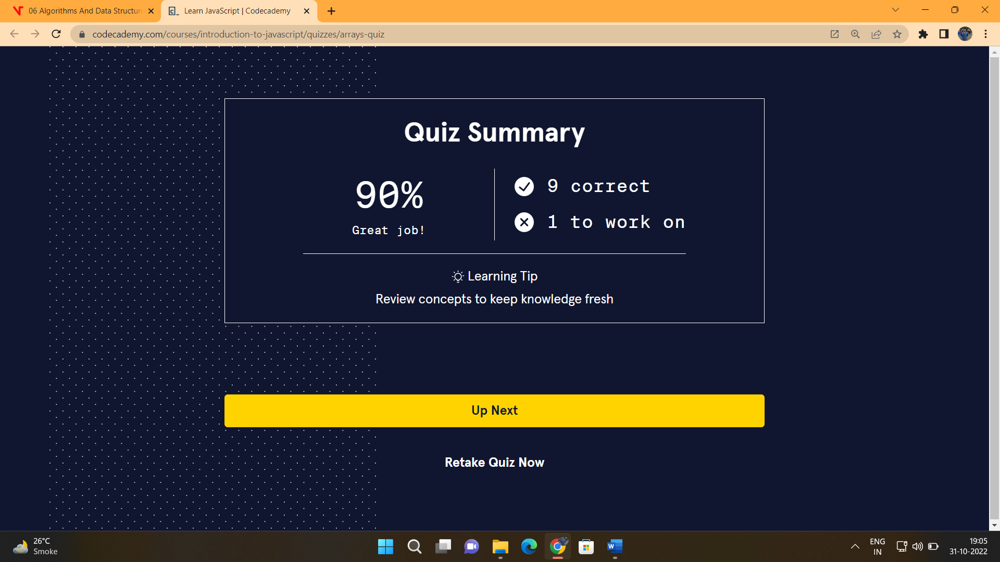 06 Algorithms And Data Structur
Learn JavaScript | Codecademy
codecademy.com/courses/introduction-to-javascript/quizzes/arrays-quiz
Quiz Summary
90%
Great job!
9 correct
1 to work on
Learning Tip
Review concepts to keep knowledge fresh
Up Next
Retake Quiz Now
26°C
Smoke
ENG
IN
19:05
31-10-2022